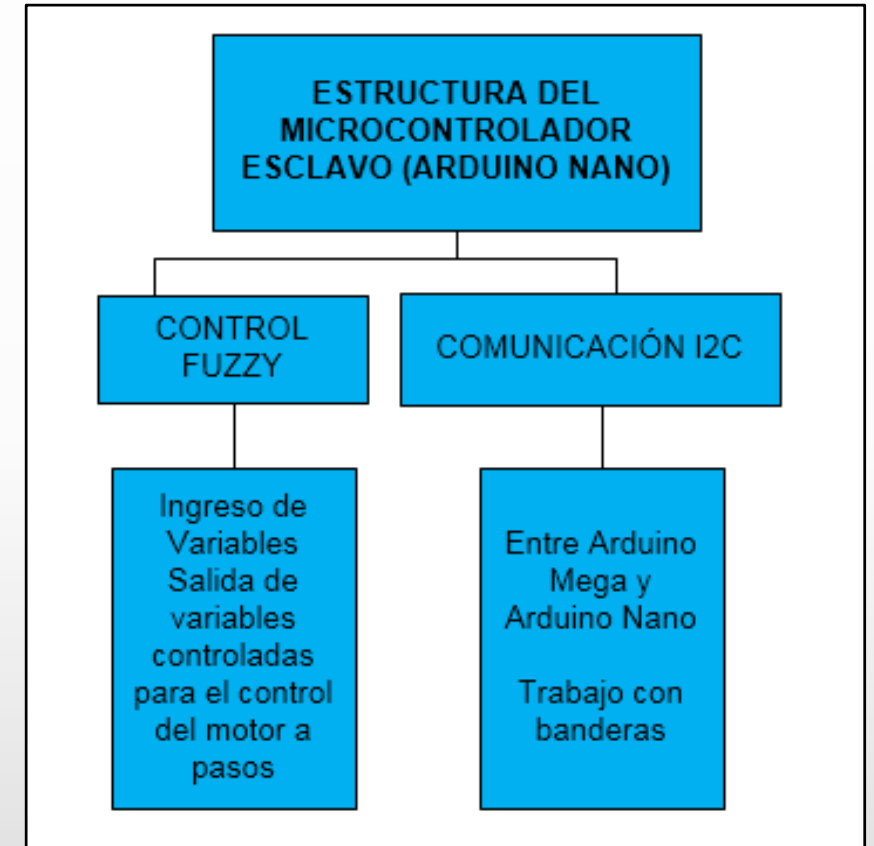 ESTRUCTURA DEL
MICROCONTROLADOR
ESCLAVO (ARDUINO NANO)
CONTROL
FUZZY
COMUNICACIÓN I2C
Ingreso de
Variables
Salida de
variables
controladas
para el control
del motor a
pasos
Entre Arduino
Mega y
Arduino Nano
Trabajo con
banderas